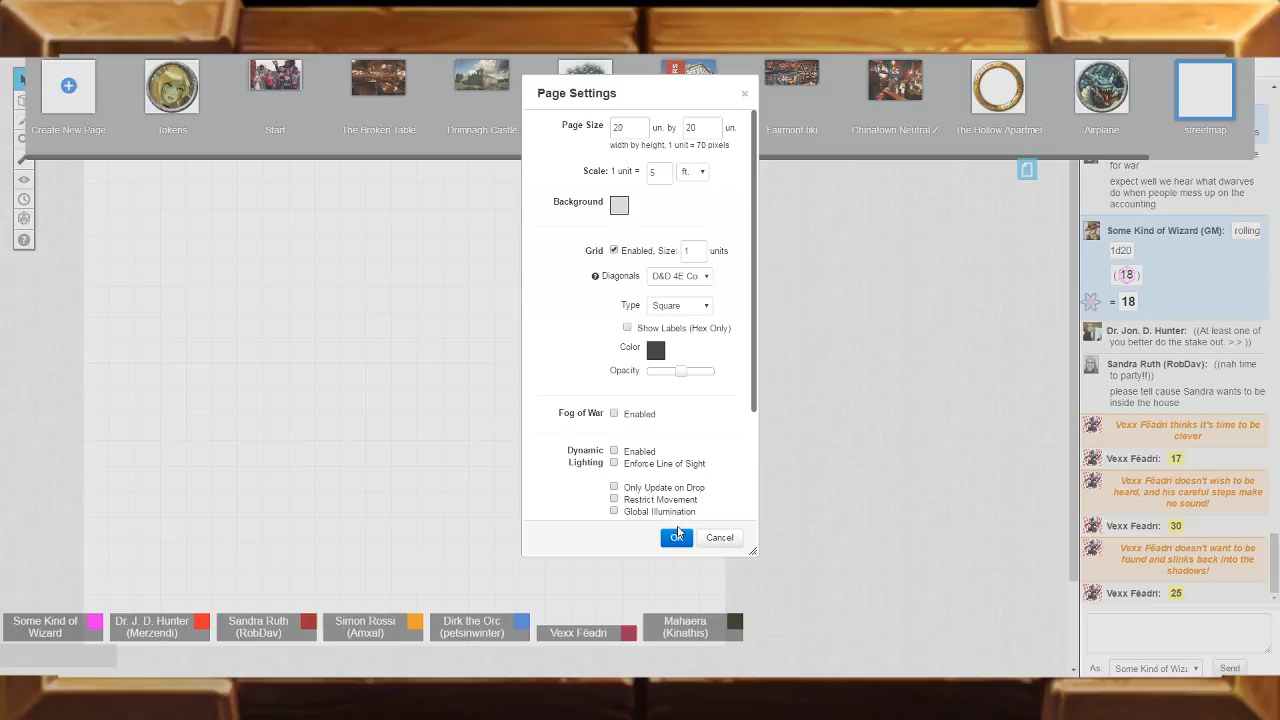 Create New Page
Tokens
Start
The Broken Table
Drimnagh Castle
Fairmont tiki
Chinatown Neutral Z
The Hollow Apartmen
Airplane
streetmap
Page Settings
×
Page Size 20 un. by 20 un.
width by height, 1 unit = 70 pixels
Scale: 1 unit = 5 ft.
Background
Grid Enabled, Size: 1 units
Diagonals D&D 4E Co
Type Square
Show Labels (Hex Only)
Color
Opacity
Fog of War Enabled
Dynamic Lighting Enabled
Enforce Line of Sight
Only Update on Drop
Restrict Movement
Global Illumination
OK Cancel
for war
expect well we hear what dwarves
do when people mess up on the
accounting
Some Kind of Wizard (GM): rolling
1d20
(18)
= 18
Dr. Jon. D. Hunter: ((At least one of
you better do the stake out. > > ))
Sandra Ruth (RobDav): ((nah time
to party!!))
please tell cause Sandra wants to be
inside the house
Vexx Fëadri thinks it's time to be
clever
Vexx Fëadri: 17
Vexx Fëadri doesn't wish to be
heard, and his careful steps make
no sound!
Vexx Fëadri: 30
Vexx Fëadri doesn't want to be
found and slinks back into the
shadows!
Vexx Fëadri: 25
As: Some Kind of Wiz Send
Some Kind of
Wizard
Dr. J. D. Hunter
(Merzendi)
Sandra Ruth
(RobDav)
Simon Rossi
(Amxal)
Dirk the Orc
(petsinwinter)
Vexx Fëadri
Mahaera
(Kinathis)